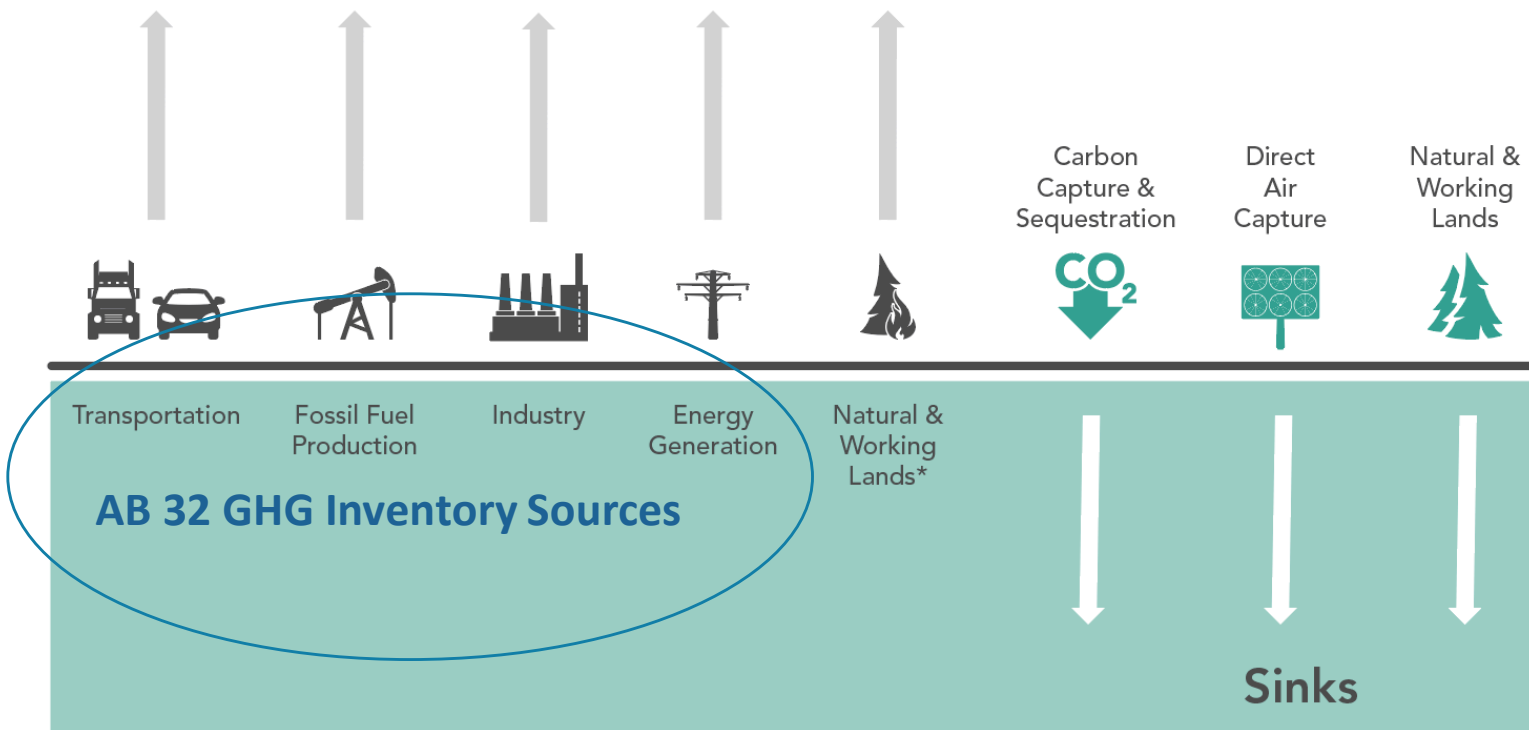 Carbon
Capture &
Sequestration
Direct
Air
Capture
Natural &
Working
Lands
CO2
Transportation
Fossil Fuel
Production
Industry
Energy
Generation
Natural &
Working
Lands*
AB 32 GHG Inventory Sources
Sinks